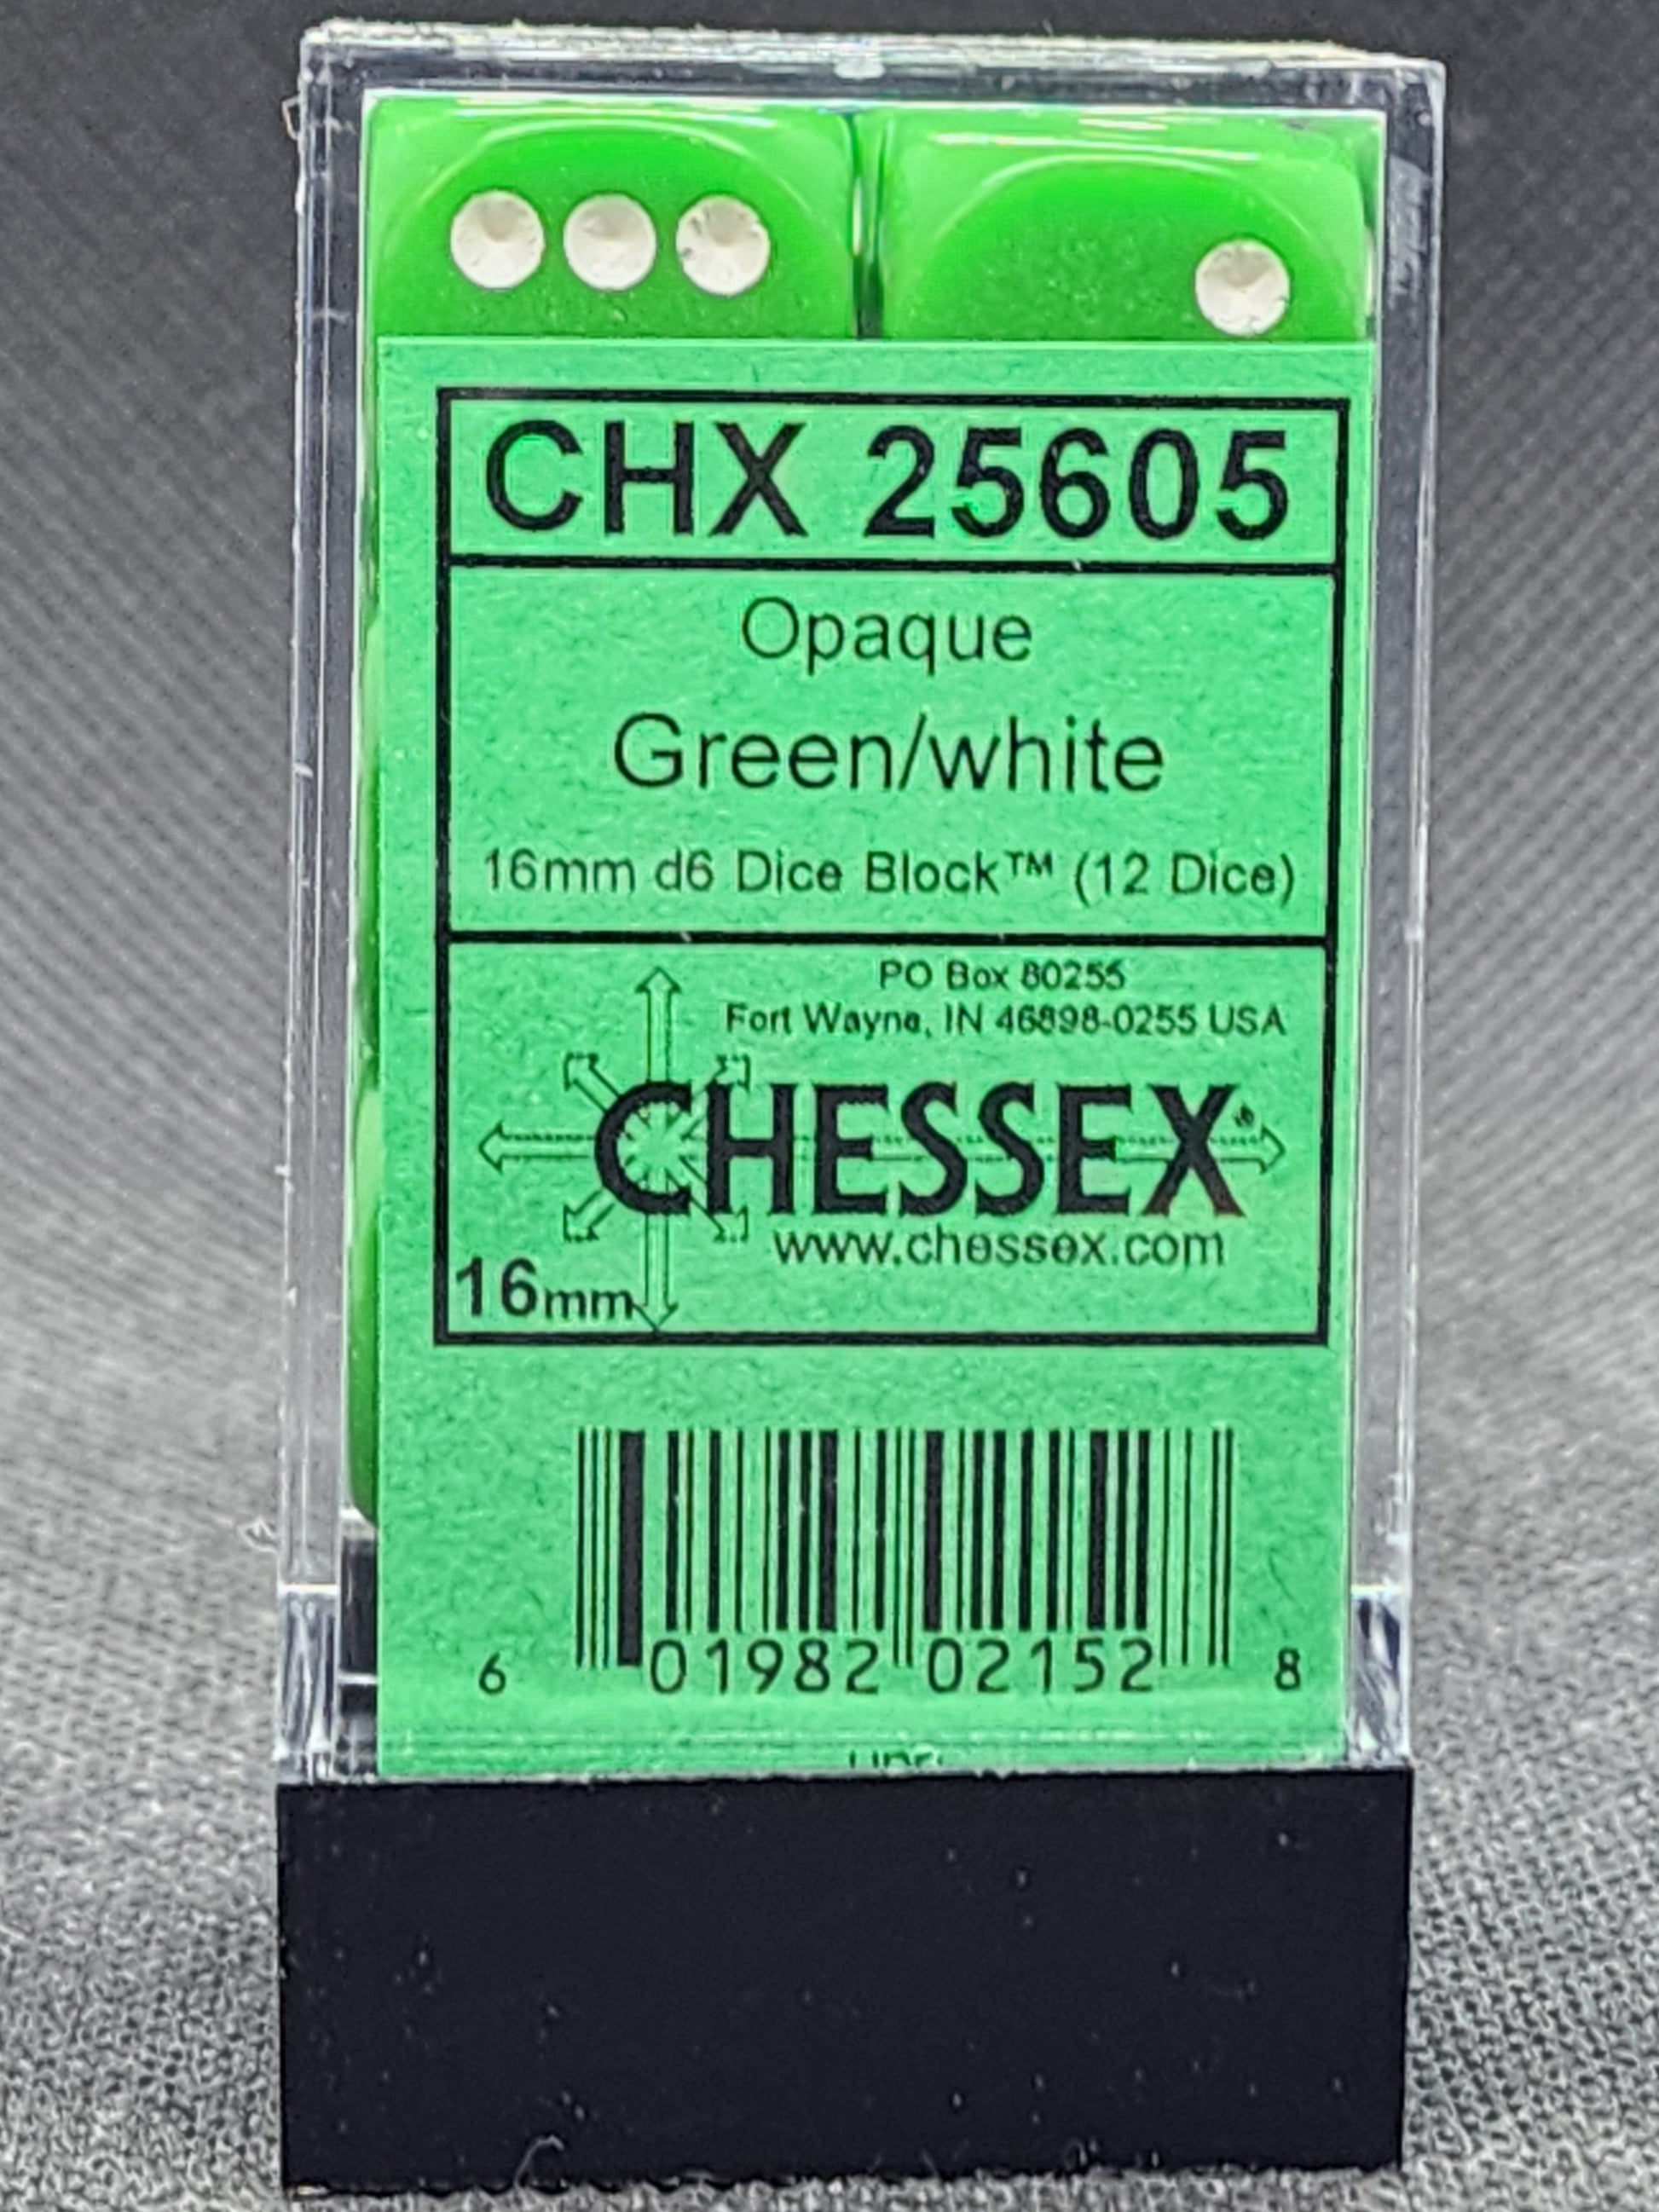 CHX 25605
Opaque
Green/white
16mm d6 Dice Block™ (12 Dice)
PO Box 80255
Fort Wayne, IN 46898-0255 USA
CHESSEX®
www.chessex.com
16mm
6 01982 02152 8